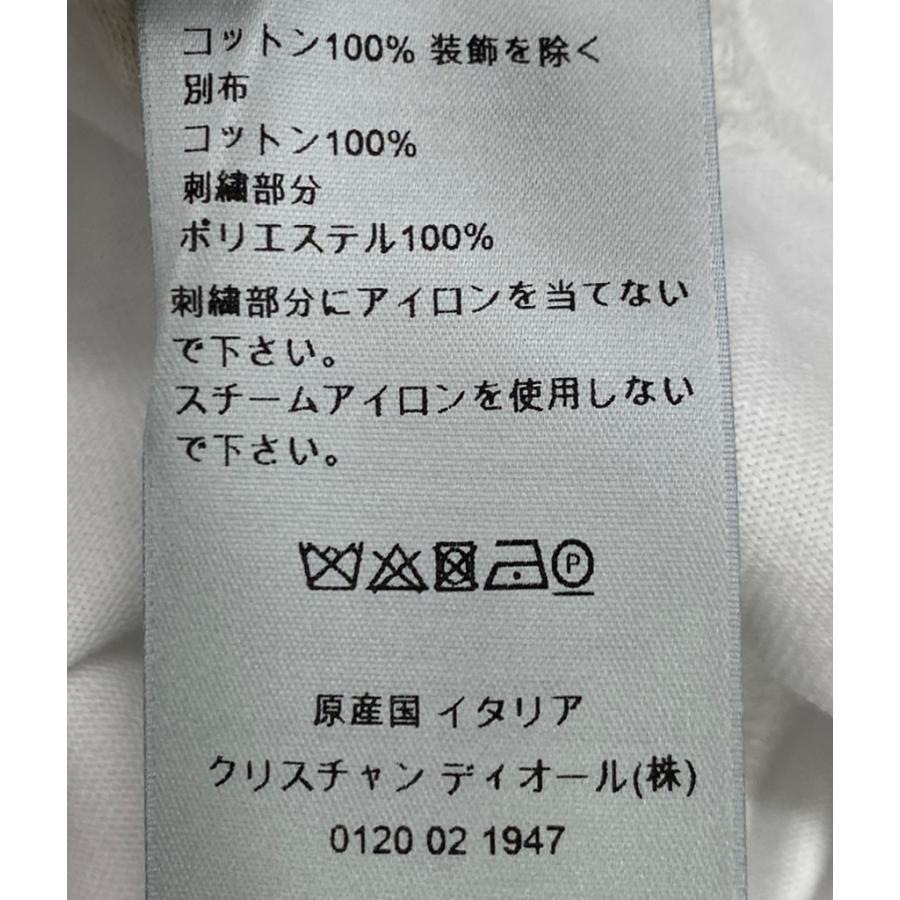 コットン100% 装飾を除く
別布
コットン100%
刺繍部分
ポリエステル100%
刺繍部分にアイロンを当てない
で下さい。
スチームアイロンを使用しない
で下さい。
P
原産国 イタリア
クリスチャン ディオール(株)
0120 02 1947